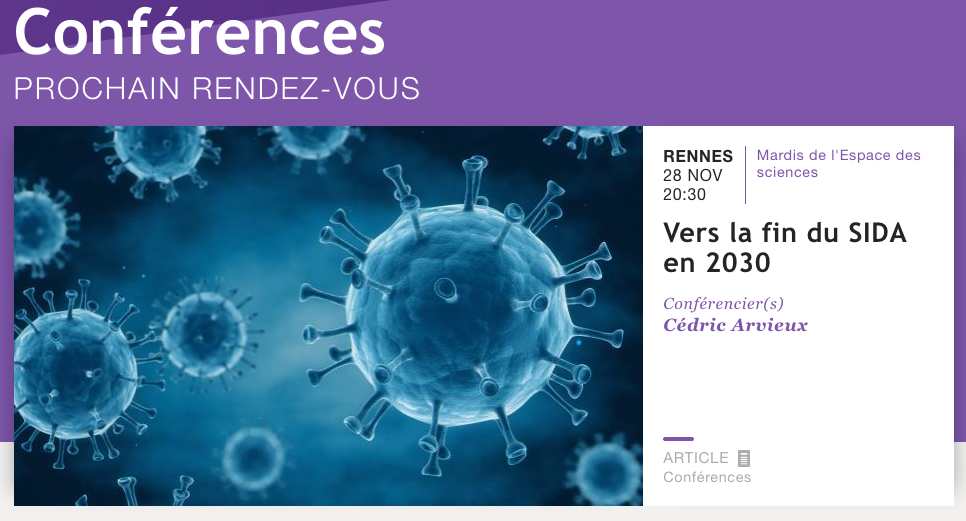 Conférences
PROCHAIN RENDEZ-VOUS
RENNES
28 NOV
20:30
Mardis de l'Espace des
sciences
Vers la fin du SIDA
en 2030
Conférencier(s)
Cédric Arvieux
ARTICLE
Conférences